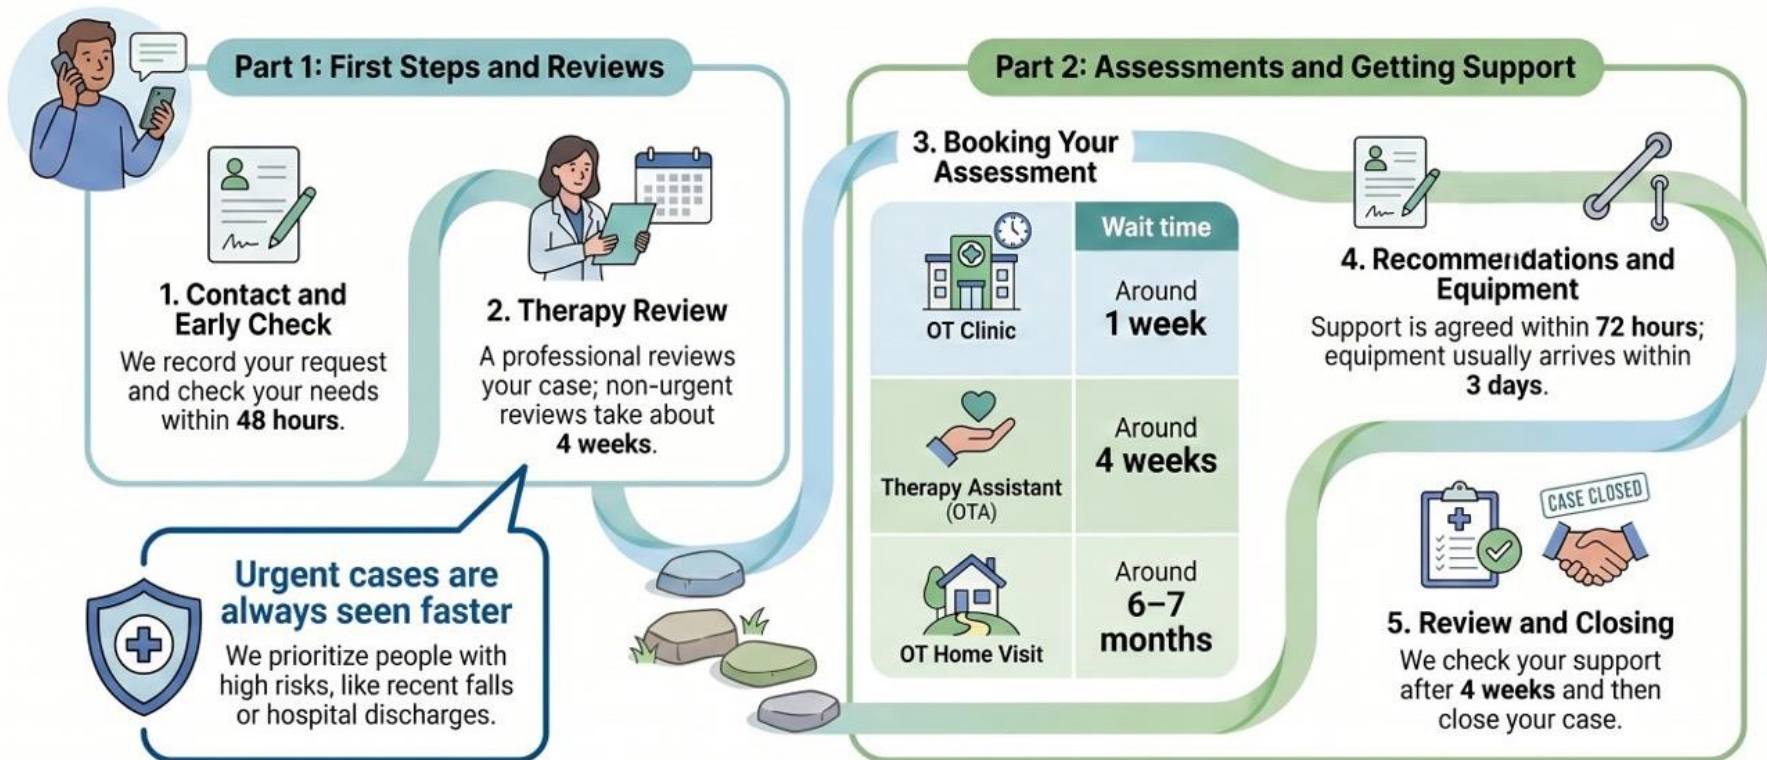 Part 1: First Steps and Reviews
1. Contact and
Early Check
We record your request
and check your needs
within 48 hours.
2. Therapy Review
A professional reviews
your case; non-urgent
reviews take about
4 weeks.
Urgent cases are
always seen faster
We prioritize people with
high risks, like recent falls
or hospital discharges.
Part 2: Assessments and Getting Support
3. Booking Your
Assessment
Wait time
OT Clinic
Around
1 week
Therapy Assistant
(OTA)
Around
4 weeks
OT Home Visit
Around
6–7
months
4. Recommendations and
Equipment
Support is agreed within 72 hours;
equipment usually arrives within
3 days.
CASE CLOSED
5. Review and Closing
We check your support
after 4 weeks and then
close your case.